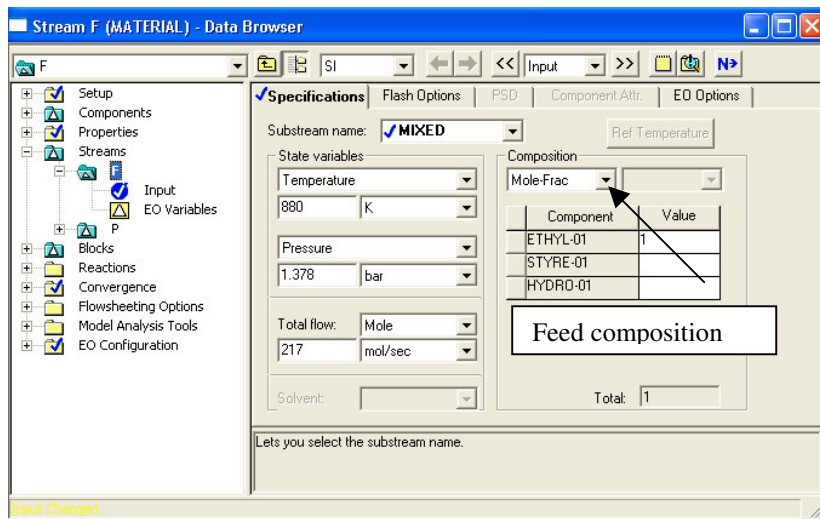 Stream F (MATERIAL) - Data Browser
F SI << Input >> N>
Setup
Components
Properties
Streams
F
Input
EO Variables
P
Blocks
Reactions
Convergence
Flowsheeting Options
Model Analysis Tools
EO Configuration
Specifications Flash Options PSD Component Attr. EO Options
Substream name: MIXED Ref Temperature
State variables
Temperature
880 K
Pressure
1.378 bar
Total flow: Mole
217 mol/sec
Solvent:
Composition
Mole-Frac
Component Value
ETHYL-01 1
STYRE-01
HYDRO-01
Feed composition
Total: 1
Lets you select the substream name.
Input Changed